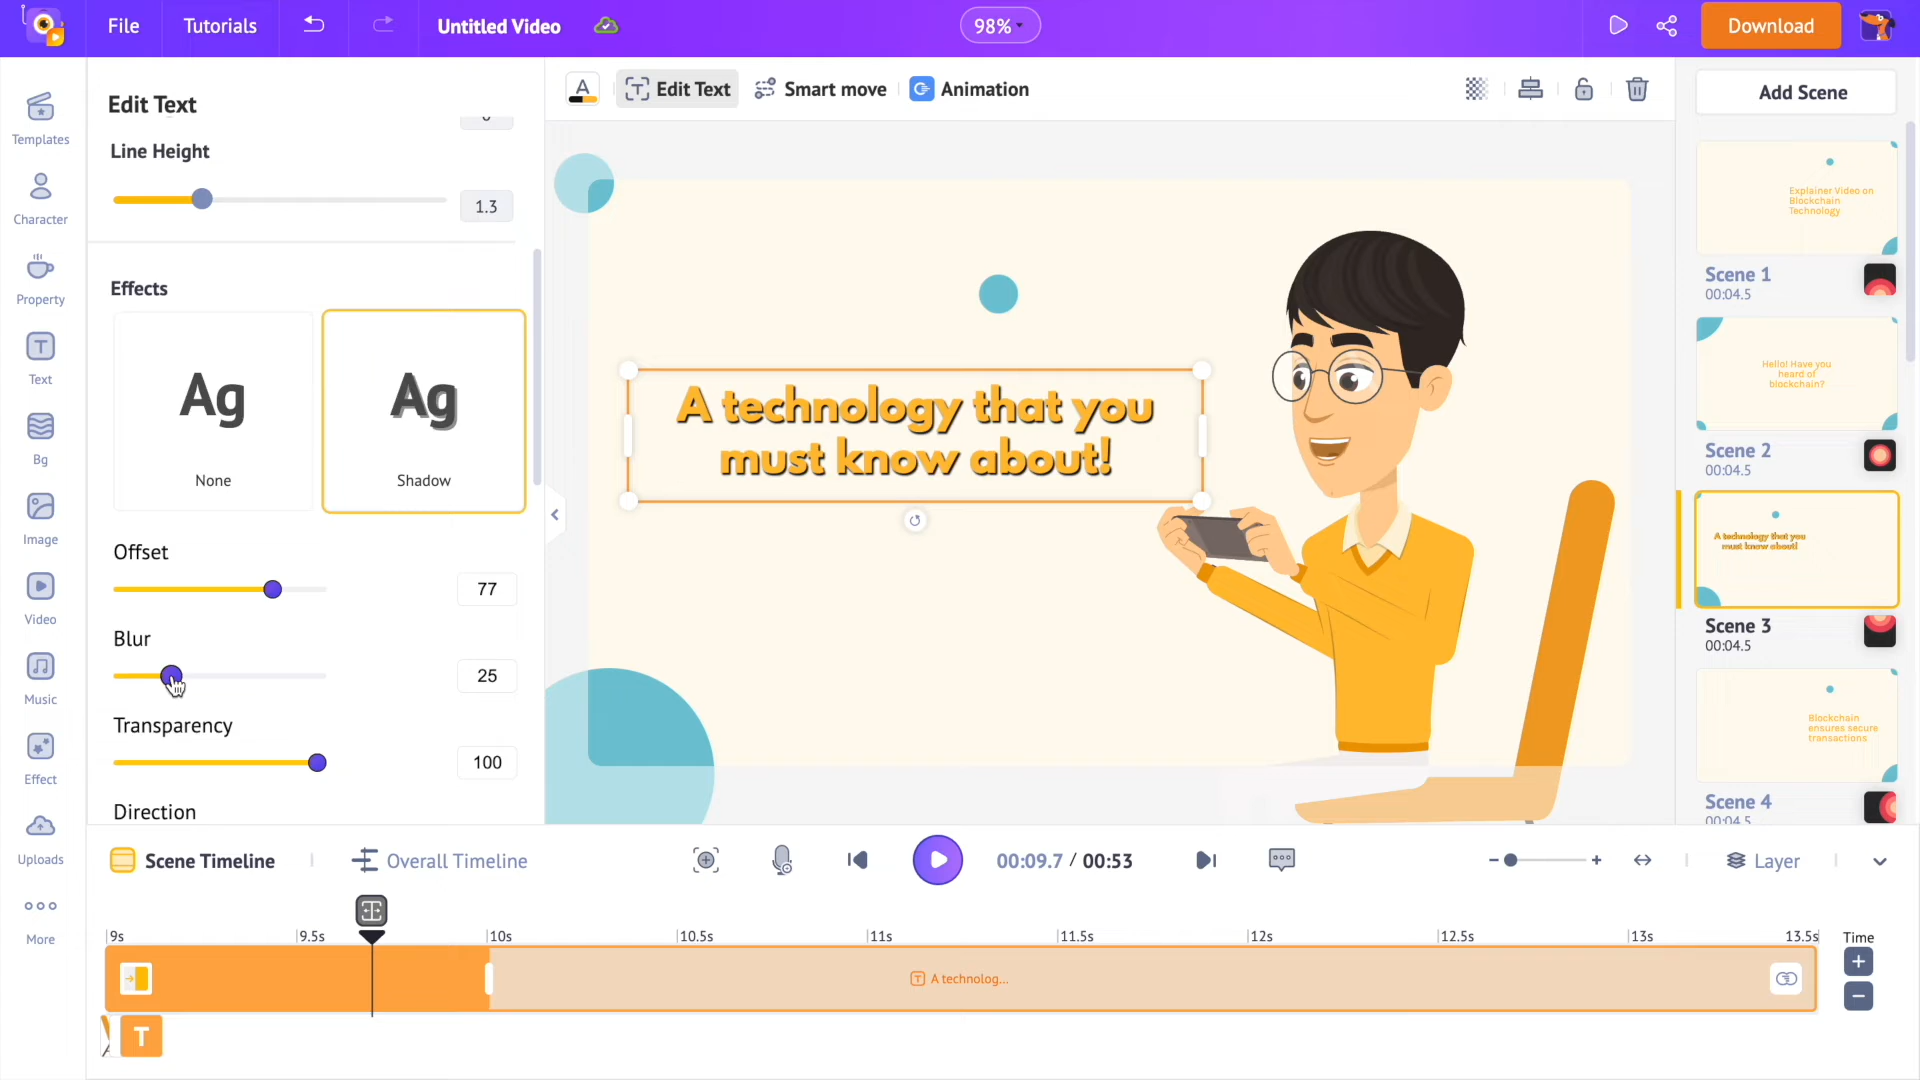 File
Tutorials
Untitled Video
98%
Download
Templates
Character
Property
Text
Bg
Image
Video
Music
Effect
Uploads
More
Edit Text
Line Height
1.3
Effects
Ag
None
Ag
Shadow
Offset
77
Blur
25
Transparency
100
Direction
A
Edit Text
Smart move
Animation
A technology that you
must know about!
Add Scene
Explainer Video on
Blockchain
Technology
Scene 1
00:04.5
Hello! Have you
heard of
blockchain?
Scene 2
00:04.5
A technology that you
must know about!
Scene 3
00:04.5
Blockchain
ensures secure
transactions
Scene 4
00:04.5
Scene Timeline
Overall Timeline
00:09.7 / 00:53
Layer
9s
9.5s
10s
10.5s
11s
11.5s
12s
12.5s
13s
13.5s
Time
T A technolog...
T